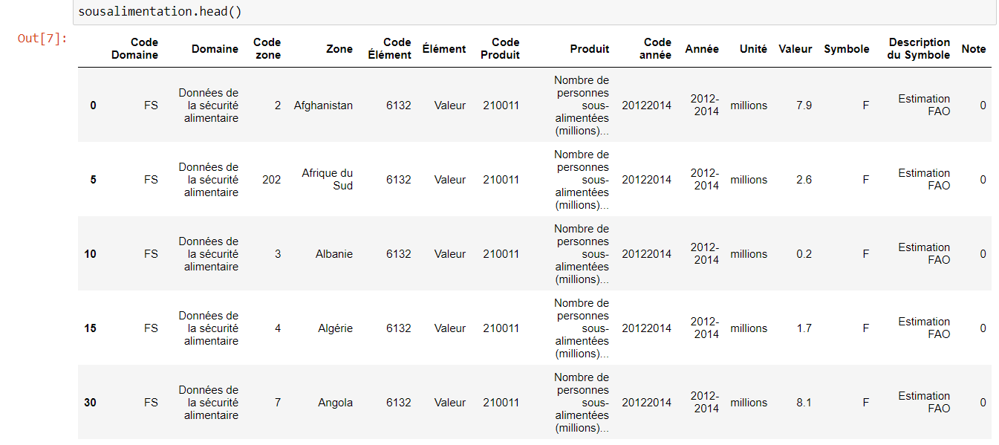 sousalimentation.head()
Out[7]:
Code Domaine Domaine Code zone Zone Code Élément Élément Code Produit Produit Code année Année Unité Valeur Symbole Description du Symbole Note
0 FS Données de la sécurité alimentaire 2 Afghanistan 6132 Valeur 210011 Nombre de personnes sous-alimentées (millions)... 20122014 2012-2014 millions 7.9 F Estimation FAO 0
5 FS Données de la sécurité alimentaire 202 Afrique du Sud 6132 Valeur 210011 Nombre de personnes sous-alimentées (millions)... 20122014 2012-2014 millions 2.6 F Estimation FAO 0
10 FS Données de la sécurité alimentaire 3 Albanie 6132 Valeur 210011 Nombre de personnes sous-alimentées (millions)... 20122014 2012-2014 millions 0.2 F Estimation FAO 0
15 FS Données de la sécurité alimentaire 4 Algérie 6132 Valeur 210011 Nombre de personnes sous-alimentées (millions)... 20122014 2012-2014 millions 1.7 F Estimation FAO 0
30 FS Données de la sécurité alimentaire 7 Angola 6132 Valeur 210011 Nombre de personnes sous-alimentées (millions)... 20122014 2012-2014 millions 8.1 F Estimation FAO 0